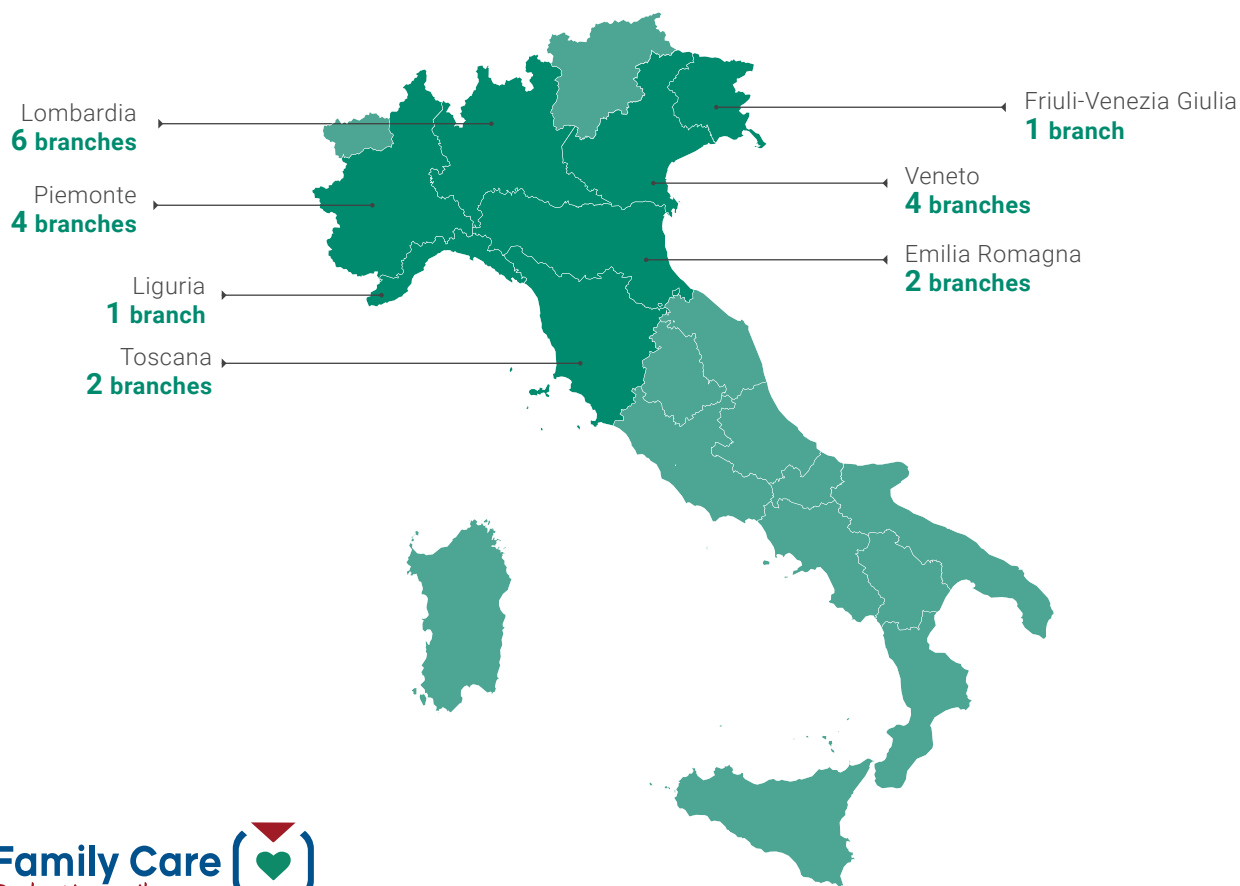 Lombardia
6 branches
Piemonte
4 branches
Liguria
1 branch
Toscana
2 branches
Friuli-Venezia Giulia
1 branch
Veneto
4 branches
Emilia Romagna
2 branches
Family Care